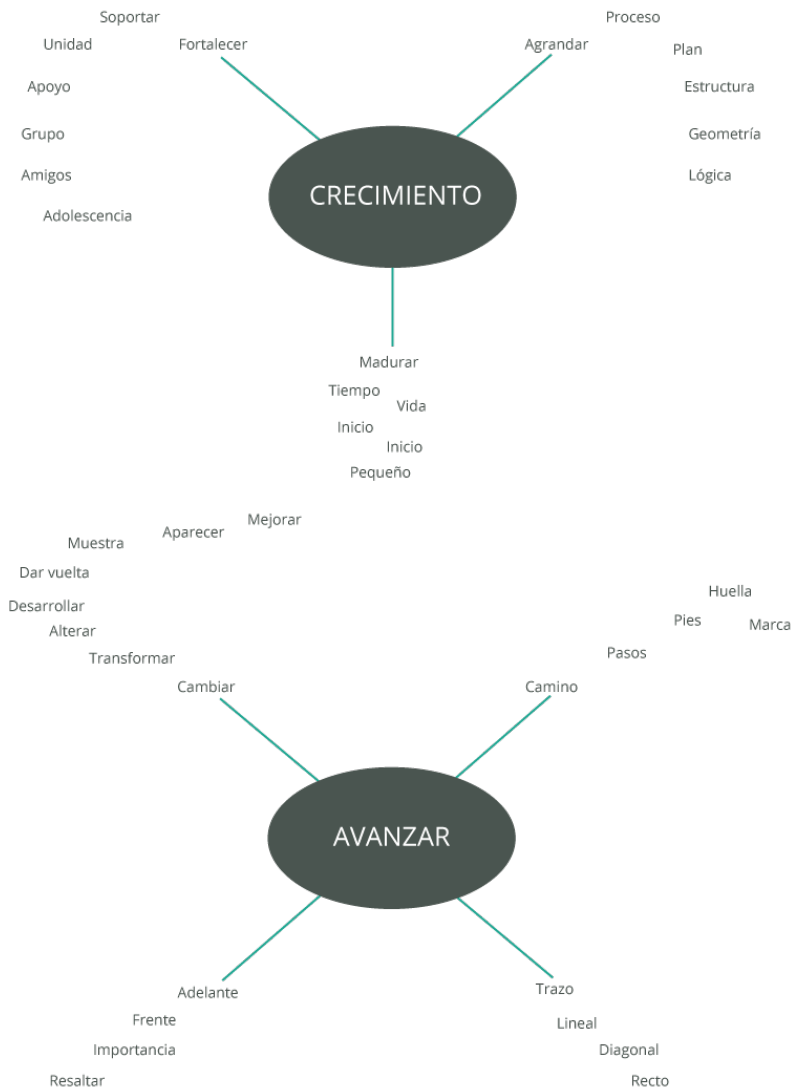 Soportar
Fortalecer
Unidad
Apoyo
Grupo
Amigos
Adolescencia
Proceso
Agrandar
Plan
Estructura
Geometría
Lógica
CRECIMIENTO
Madurar
Tiempo
Vida
Inicio
Inicio
Pequeño
Mejorar
Aparecer
Muestra
Dar vuelta
Desarrollar
Alterar
Transformar
Cambiar
Huella
Marca
Pies
Pasos
Camino
AVANZAR
Adelante
Frente
Importancia
Resaltar
Trazo
Lineal
Diagonal
Recto